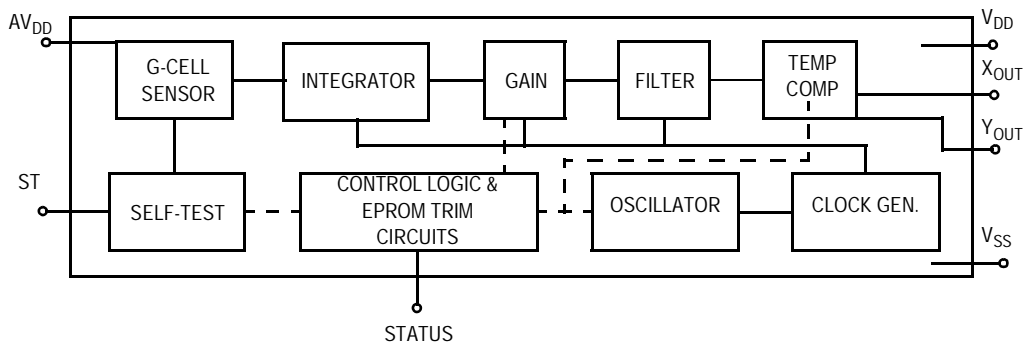 AVDD
VDD
G-CELL
SENSOR
INTEGRATOR
GAIN
FILTER
TEMP
COMP
XOUT
YOUT
ST
SELF-TEST
CONTROL LOGIC &
EPROM TRIM
CIRCUITS
OSCILLATOR
CLOCK GEN.
VSS
STATUS